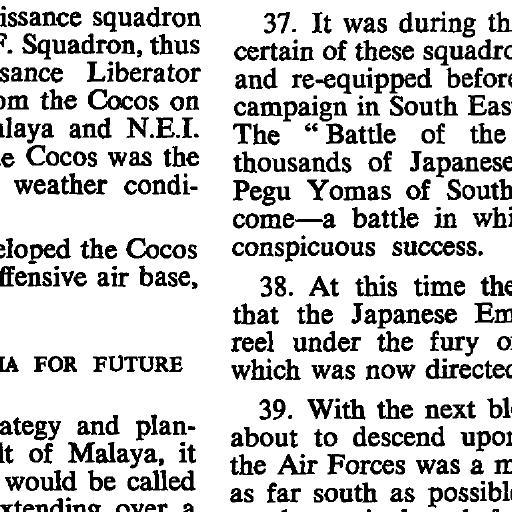 issance squadron
F. Squadron, thus
sance Liberator
om the Cocos on
alaya and N.E.I.
e Cocos was the
weather condi-
eloped the Cocos
ffensive air base,
IA FOR FUTURE
ategy and plan-
lt of Malaya, it
would be called
xtending over a
37. It was during th
certain of these squadro
and re-equipped before
campaign in South East
The "Battle of the
thousands of Japanese
Pegu Yomas of South
come—a battle in whi
conspicuous success.
38. At this time the
that the Japanese Em
reel under the fury o
which was now directed
39. With the next bl
about to descend upon
the Air Forces was a m
as far south as possible